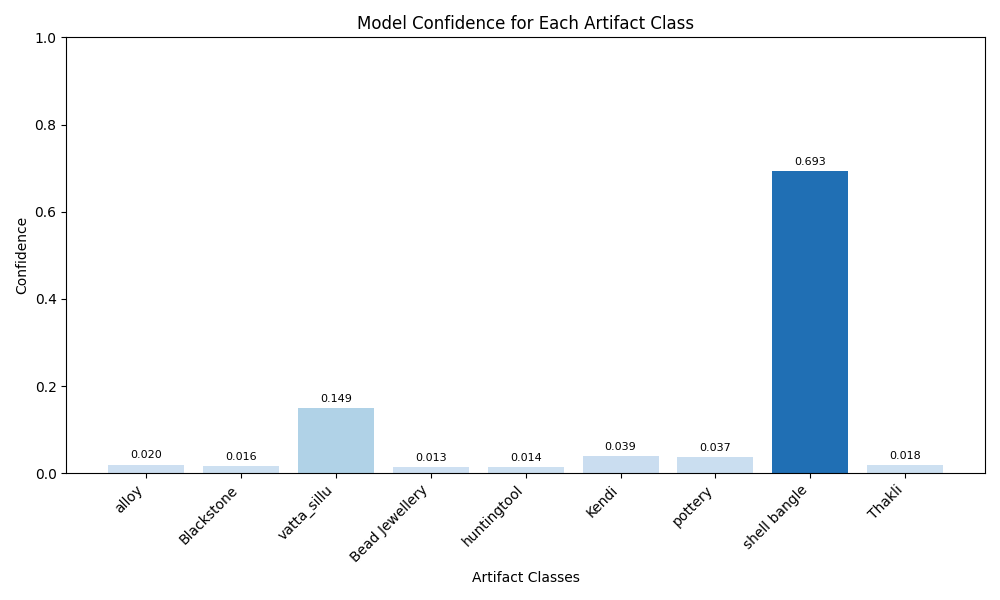 Model Confidence for Each Artifact Class
1.0
0.8
0.6
0.4
0.2
0.0
Confidence
0.020
0.016
0.149
0.013
0.014
0.039
0.037
0.693
0.018
alloy
Blackstone
vatta_sillu
Bead Jewellery
huntingtool
Kendi
pottery
shell bangle
Thakli
Artifact Classes